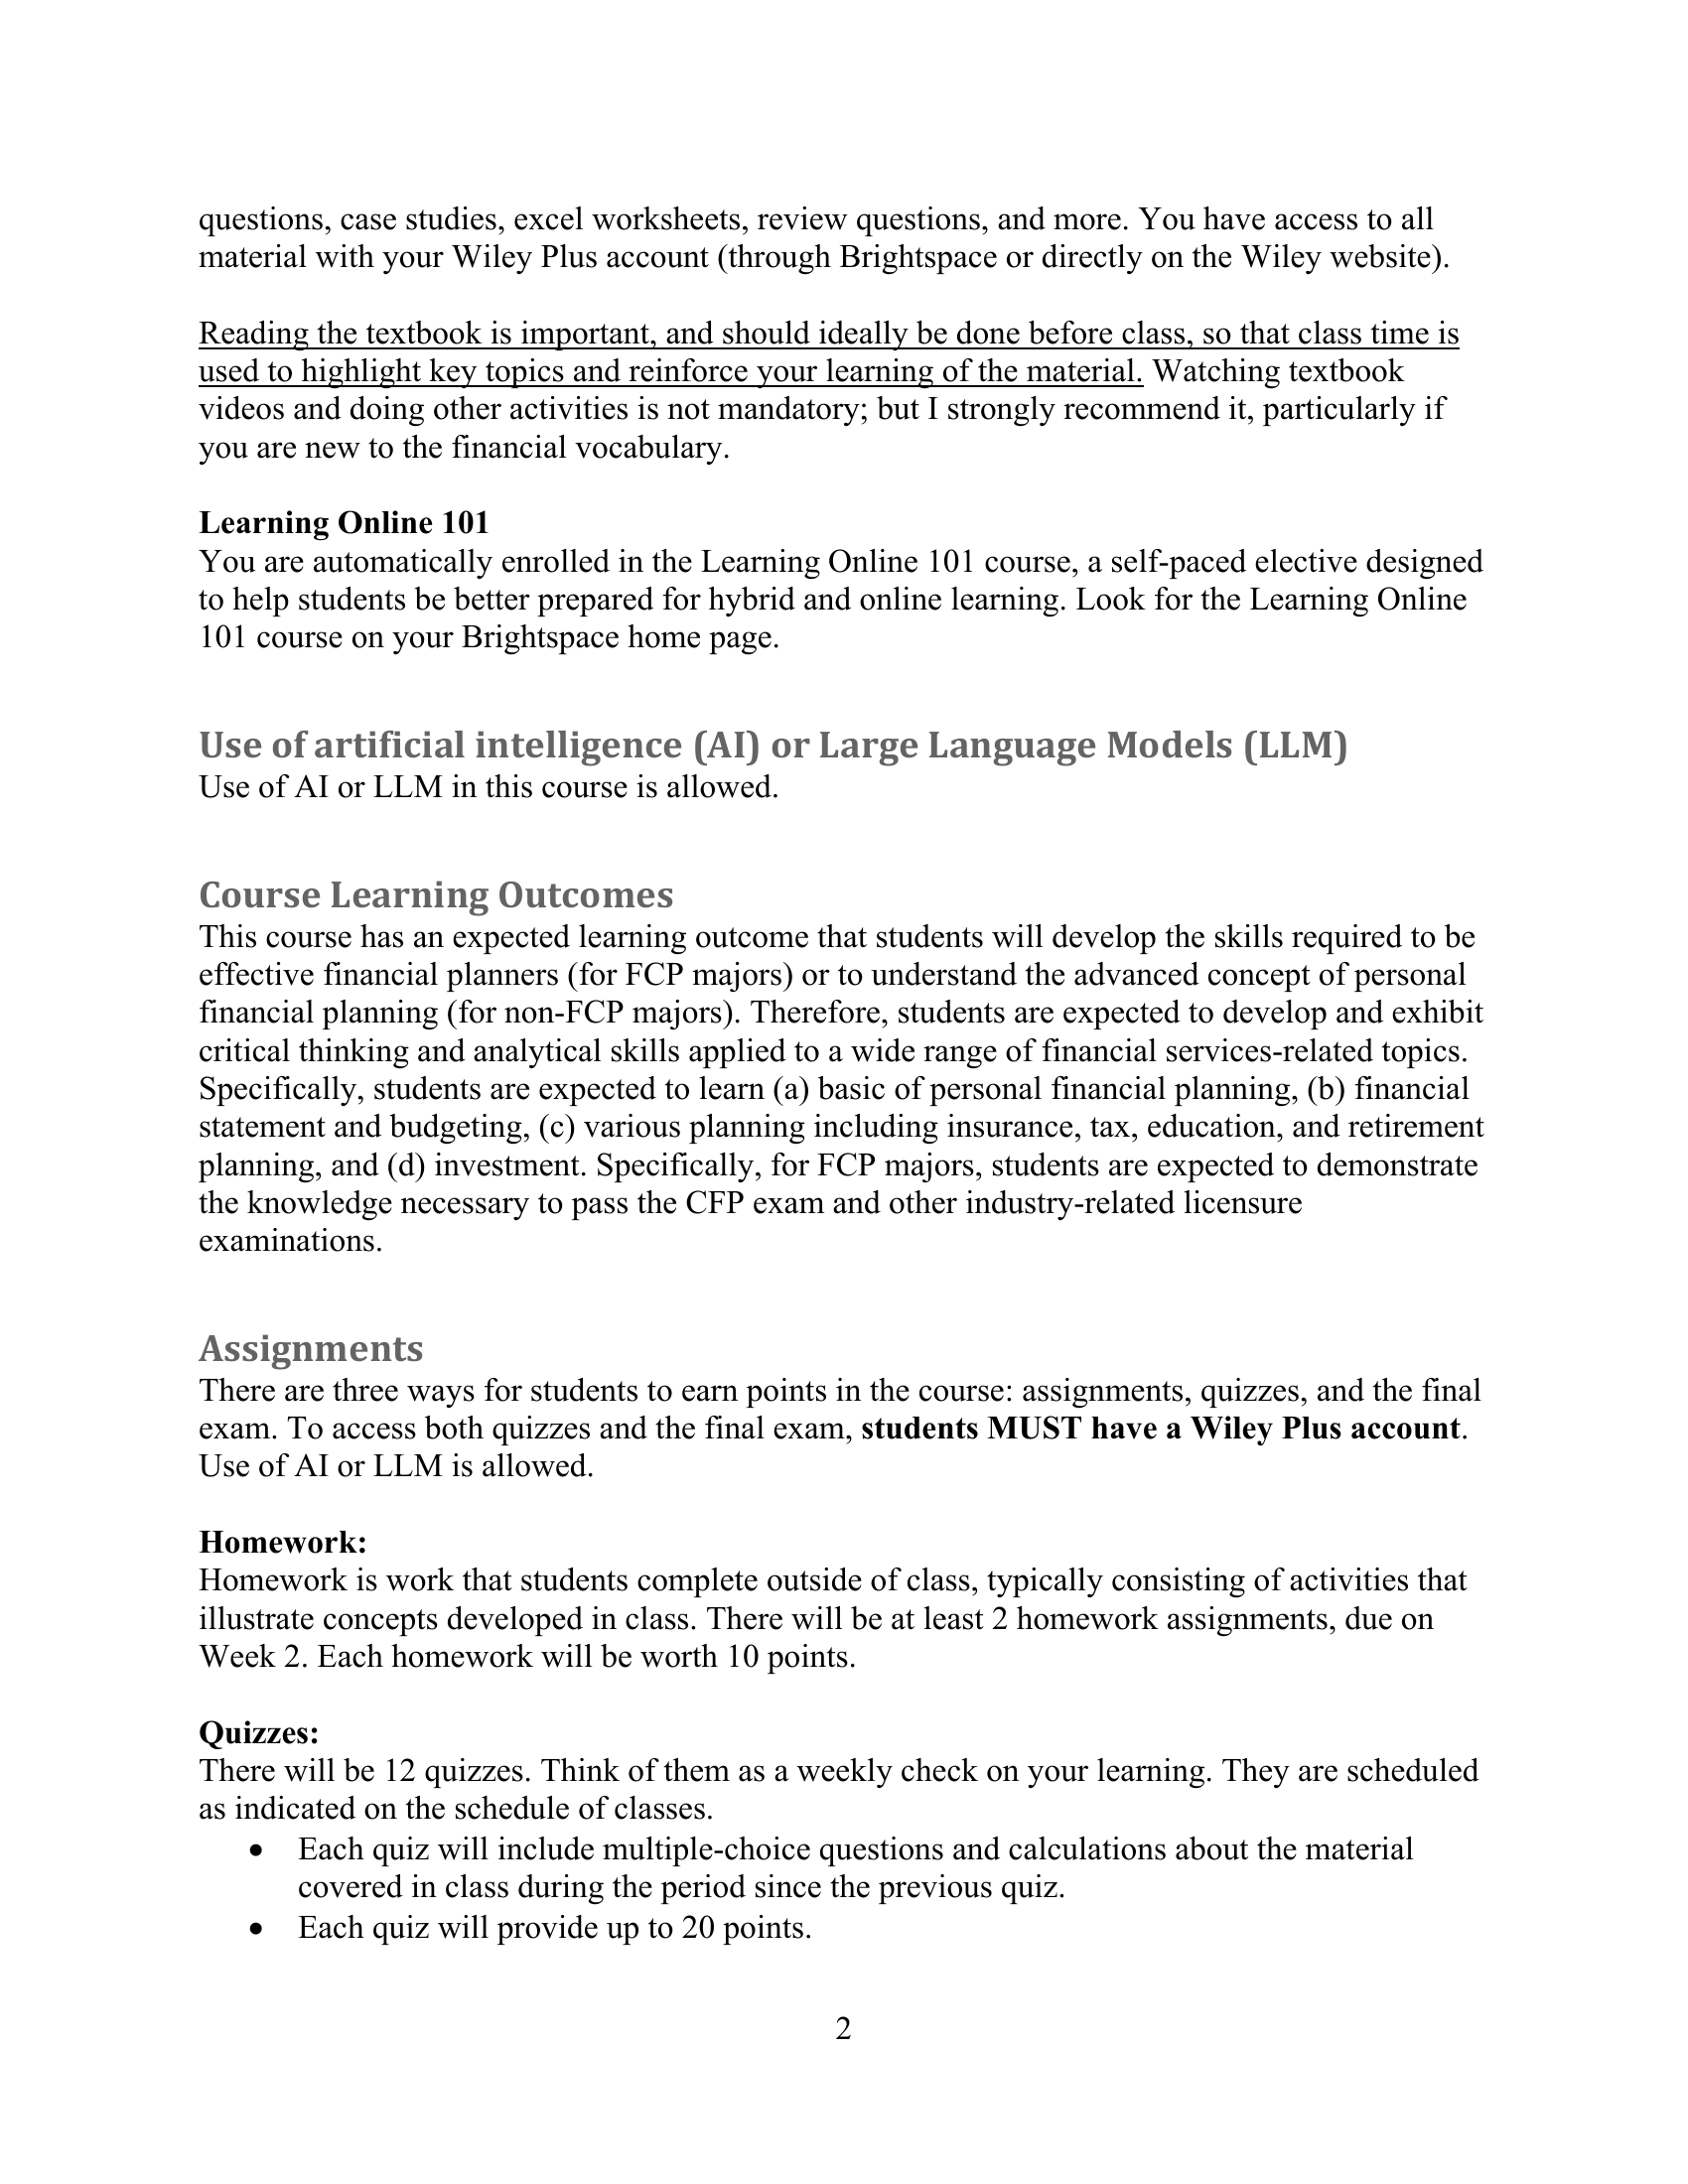 questions, case studies, excel worksheets, review questions, and more. You have access to all
material with your Wiley Plus account (through Brightspace or directly on the Wiley website).
Reading the textbook is important, and should ideally be done before class, so that class time is
used to highlight key topics and reinforce your learning of the material. Watching textbook
videos and doing other activities is not mandatory; but I strongly recommend it, particularly if
you are new to the financial vocabulary.
Learning Online 101
You are automatically enrolled in the Learning Online 101 course, a self-paced elective designed
to help students be better prepared for hybrid and online learning. Look for the Learning Online
101 course on your Brightspace home page.
Use of artificial intelligence (AI) or Large Language Models (LLM)
Use of AI or LLM in this course is allowed.
Course Learning Outcomes
This course has an expected learning outcome that students will develop the skills required to be
effective financial planners (for FCP majors) or to understand the advanced concept of personal
financial planning (for non-FCP majors). Therefore, students are expected to develop and exhibit
critical thinking and analytical skills applied to a wide range of financial services-related topics.
Specifically, students are expected to learn (a) basic of personal financial planning, (b) financial
statement and budgeting, (c) various planning including insurance, tax, education, and retirement
planning, and (d) investment. Specifically, for FCP majors, students are expected to demonstrate
the knowledge necessary to pass the CFP exam and other industry-related licensure
examinations.
Assignments
There are three ways for students to earn points in the course: assignments, quizzes, and the final
exam. To access both quizzes and the final exam, students MUST have a Wiley Plus account.
Use of AI or LLM is allowed.
Homework:
Homework is work that students complete outside of class, typically consisting of activities that
illustrate concepts developed in class. There will be at least 2 homework assignments, due on
Week 2. Each homework will be worth 10 points.
Quizzes:
There will be 12 quizzes. Think of them as a weekly check on your learning. They are scheduled
as indicated on the schedule of classes.
• Each quiz will include multiple-choice questions and calculations about the material
covered in class during the period since the previous quiz.
• Each quiz will provide up to 20 points.
2